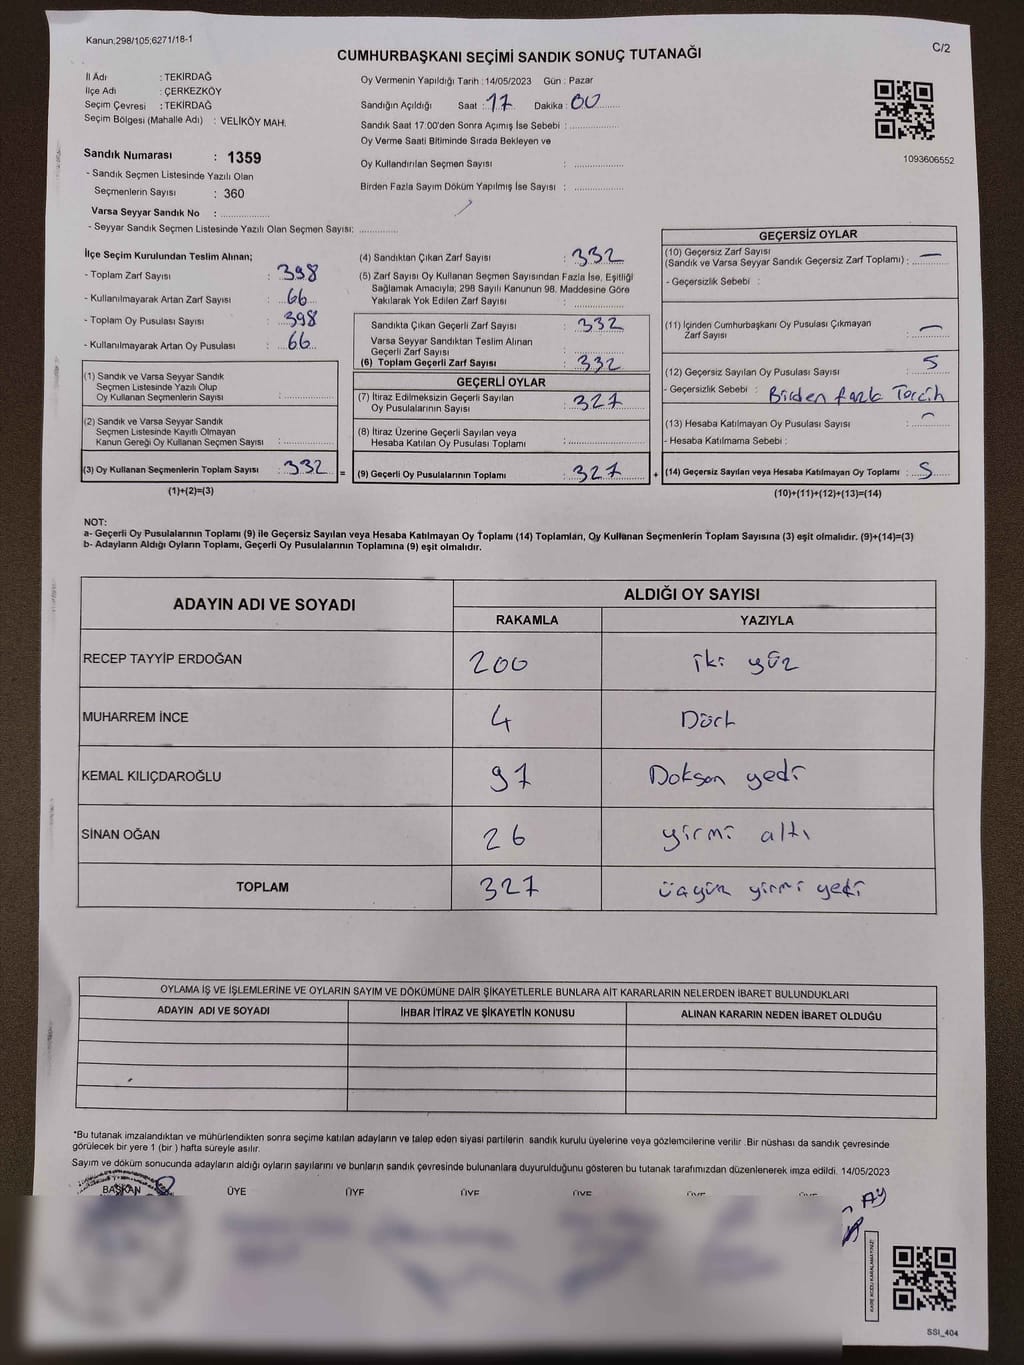 Kanun;298/105;6271/18-1
C/2
CUMHURBAŞKANI SEÇİMİ SANDIK SONUÇ TUTANAĞI
İl Adı : TEKİRDAĞ
İlçe Adı : ÇERKEZKÖY
Seçim Çevresi : TEKİRDAĞ
Seçim Bölgesi (Mahalle Adı) : VELİKÖY MAH.
Oy Vermenin Yapıldığı Tarih : 14/05/2023 Gün : Pazar
Sandığın Açıldığı Saat : 17 Dakika : 00
Sandık Saat 17:00'den Sonra Açımış İse Sebebi :
Oy Verme Saati Bitiminde Sırada Bekleyen ve
Oy Kullandırılan Seçmen Sayısı :
Birden Fazla Sayım Döküm Yapılmış İse Sayısı :
1093606552
Sandık Numarası : 1359
- Sandık Seçmen Listesinde Yazılı Olan
Seçmenlerin Sayısı : 360
Varsa Seyyar Sandık No :
- Seyyar Sandık Seçmen Listesinde Yazılı Olan Seçmen Sayısı:
İlçe Seçim Kurulundan Teslim Alınan;
- Toplam Zarf Sayısı : 398
- Kullanılmayarak Artan Zarf Sayısı : 66
- Toplam Oy Pusulası Sayısı : 398
- Kullanılmayarak Artan Oy Pusulası : 66
(1) Sandık ve Varsa Seyyar Sandık
Seçmen Listesinde Yazılı Olup
Oy Kullanan Seçmenlerin Sayısı :
(2) Sandık ve Varsa Seyyar Sandık
Seçmen Listesinde Kayıtlı Olmayan
Kanun Gereği Oy Kullanan Seçmen Sayısı :
(3) Oy Kullanan Seçmenlerin Toplam Sayısı : 332 =
(1)+(2)=(3)
(4) Sandıktan Çıkan Zarf Sayısı : 332
(5) Zarf Sayısı Oy Kullanan Seçmen Sayısından Fazla İse, Eşitliği
Sağlamak Amacıyla; 298 Sayılı Kanunun 98. Maddesine Göre
Yakılarak Yok Edilen Zarf Sayısı :
Sandıkta Çıkan Geçerli Zarf Sayısı : 332
Varsa Seyyar Sandıktan Teslim Alınan
Geçerli Zarf Sayısı :
(6) Toplam Geçerli Zarf Sayısı : 332
GEÇERLİ OYLAR
(7) İtiraz Edilmeksizin Geçerli Sayılan
Oy Pusulalarının Sayısı : 327
(8) İtiraz Üzerine Geçerli Sayılan veya
Hesaba Katılan Oy Pusulası Toplamı :
(9) Geçerli Oy Pusulalarının Toplamı : 327 +
GEÇERSİZ OYLAR
(10) Geçersiz Zarf Sayısı
(Sandık ve Varsa Seyyar Sandık Geçersiz Zarf Toplamı) : —
- Geçersizlik Sebebi :
(11) İçinden Cumhurbaşkanı Oy Pusulası Çıkmayan
Zarf Sayısı : —
(12) Geçersiz Sayılan Oy Pusulası Sayısı : 5
- Geçersizlik Sebebi : Birden fazla Tercih
(13) Hesaba Katılmayan Oy Pusulası Sayısı : —
- Hesaba Katılmama Sebebi :
(14) Geçersiz Sayılan veya Hesaba Katılmayan Oy Toplamı : 5
(10)+(11)+(12)+(13)=(14)
NOT:
a- Geçerli Oy Pusulalarının Toplamı (9) ile Geçersiz Sayılan veya Hesaba Katılmayan Oy Toplamı (14) Toplamları, Oy Kullanan Seçmenlerin Toplam Sayısına (3) eşit olmalıdır. (9)+(14)=(3)
b- Adayların Aldığı Oyların Toplamı, Geçerli Oy Pusulalarının Toplamına (9) eşit olmalıdır.
ADAYIN ADI VE SOYADI
ALDIĞI OY SAYISI
RAKAMLA YAZIYLA
RECEP TAYYİP ERDOĞAN 200 iki yüz
MUHARREM İNCE 4 Dört
KEMAL KILIÇDAROĞLU 97 Doksan yedi
SİNAN OĞAN 26 yirmi altı
TOPLAM 327 üçyüz yirmi yedi
OYLAMA İŞ VE İŞLEMLERİNE VE OYLARIN SAYIM VE DÖKÜMÜNE DAİR ŞİKAYETLERLE BUNLARA AİT KARARLARIN NELERDEN İBARET BULUNDUKLARI
ADAYIN ADI VE SOYADI İHBAR İTİRAZ VE ŞİKAYETİN KONUSU ALINAN KARARIN NEDEN İBARET OLDUĞU
*Bu tutanak imzalandıktan ve mühürlendikten sonra seçime katılan adayların ve talep eden siyasi partilerin sandık kurulu üyelerine veya gözlemcilerine verilir. Bir nüshası da sandık çevresinde
görülecek bir yere 1 (bir) hafta süreyle asılır.
Sayım ve döküm sonucunda adayların aldığı oyların sayılarını ve bunların sandık çevresinde bulunanlara duyurulduğunu gösteren bu tutanak tarafımızdan düzenlenerek imza edildi. 14/05/2023
BAŞKAN ÜYE ÜYE ÜYE ÜYE ÜYE ÜYE
AY
KARE KODU KARALAMAYINIZ!
SSI_404